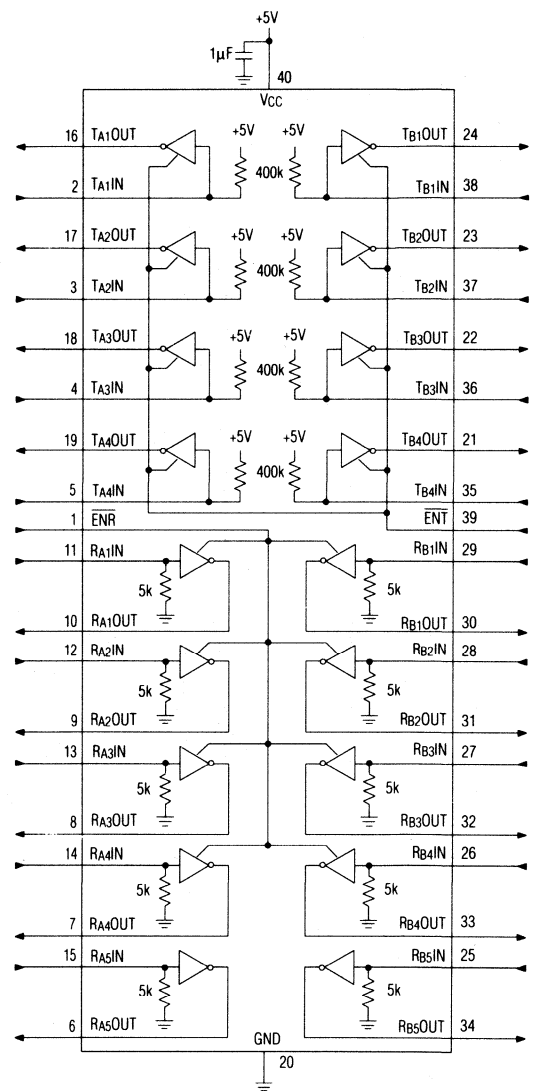 +5V
1µF
40
VCC
16 TA1OUT +5V +5V TB1OUT 24
400k
2 TA1IN TB1IN 38
17 TA2OUT +5V +5V TB2OUT 23
400k
3 TA2IN TB2IN 37
18 TA3OUT +5V +5V TB3OUT 22
400k
4 TA3IN TB3IN 36
19 TA4OUT +5V +5V TB4OUT 21
400k
5 TA4IN TB4IN 35
1 ENR ENT 39
11 RA1IN RB1IN 29
5k 5k
10 RA1OUT RB1OUT 30
12 RA2IN RB2IN 28
5k 5k
9 RA2OUT RB2OUT 31
13 RA3IN RB3IN 27
5k 5k
8 RA3OUT RB3OUT 32
14 RA4IN RB4IN 26
5k 5k
7 RA4OUT RB4OUT 33
15 RA5IN RB5IN 25
5k 5k
6 RA5OUT RB5OUT 34
GND
20